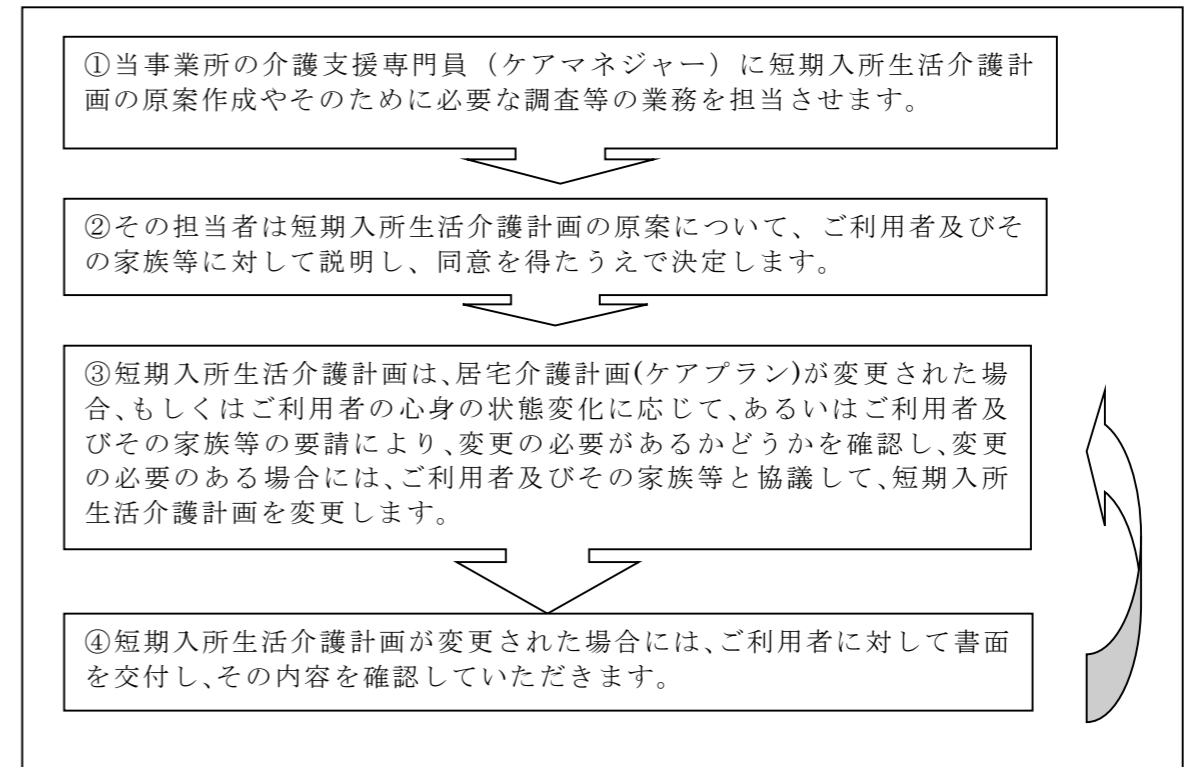 ①当事業所の介護支援専門員（ケアマネジャー）に短期入所生活介護計
画の原案作成やそのために必要な調査等の業務を担当させます。
②その担当者は短期入所生活介護計画の原案について、ご利用者及びそ
の家族等に対して説明し、同意を得たうえで決定します。
③短期入所生活介護計画は、居宅介護計画(ケアプラン)が変更された場
合、もしくはご利用者の心身の状態変化に応じて、あるいはご利用者及
びその家族等の要請により、変更の必要があるかどうかを確認し、変更
の必要のある場合には、ご利用者及びその家族等と協議して、短期入所
生活介護計画を変更します。
④短期入所生活介護計画が変更された場合には、ご利用者に対して書面
を交付し、その内容を確認していただきます。